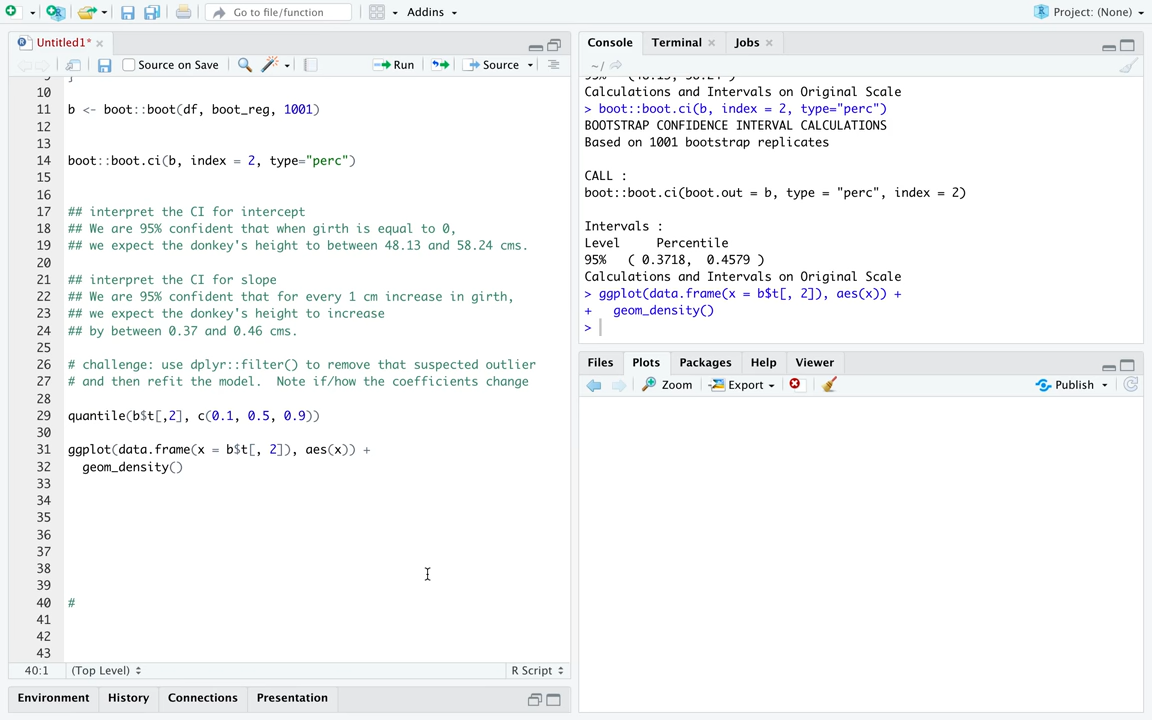 Go to file/function
Addins
Project: (None)
Untitled1*
Source on Save
Run
Source
10
11 b <- boot::boot(df, boot_reg, 1001)
12
13
14 boot::boot.ci(b, index = 2, type="perc")
15
16
17 ## interpret the CI for intercept
18 ## We are 95% confident that when girth is equal to 0,
19 ## we expect the donkey's height to between 48.13 and 58.24 cms.
20
21 ## interpret the CI for slope
22 ## We are 95% confident that for every 1 cm increase in girth,
23 ## we expect the donkey's height to increase
24 ## by between 0.37 and 0.46 cms.
25
26 # challenge: use dplyr::filter() to remove that suspected outlier
27 # and then refit the model.  Note if/how the coefficients change
28
29 quantile(b$t[,2], c(0.1, 0.5, 0.9))
30
31 ggplot(data.frame(x = b$t[, 2]), aes(x)) +
32   geom_density()
33
34
35
36
37
38
39
40 #
41
42
43
40:1 (Top Level) R Script
Environment History Connections Presentation
Console Terminal Jobs
~/
Calculations and Intervals on Original Scale
> boot::boot.ci(b, index = 2, type="perc")
BOOTSTRAP CONFIDENCE INTERVAL CALCULATIONS
Based on 1001 bootstrap replicates
CALL :
boot::boot.ci(boot.out = b, type = "perc", index = 2)
Intervals :
Level     Percentile
95%   ( 0.3718,  0.4579 )
Calculations and Intervals on Original Scale
> ggplot(data.frame(x = b$t[, 2]), aes(x)) +
+   geom_density()
>
Files Plots Packages Help Viewer
Zoom Export Publish